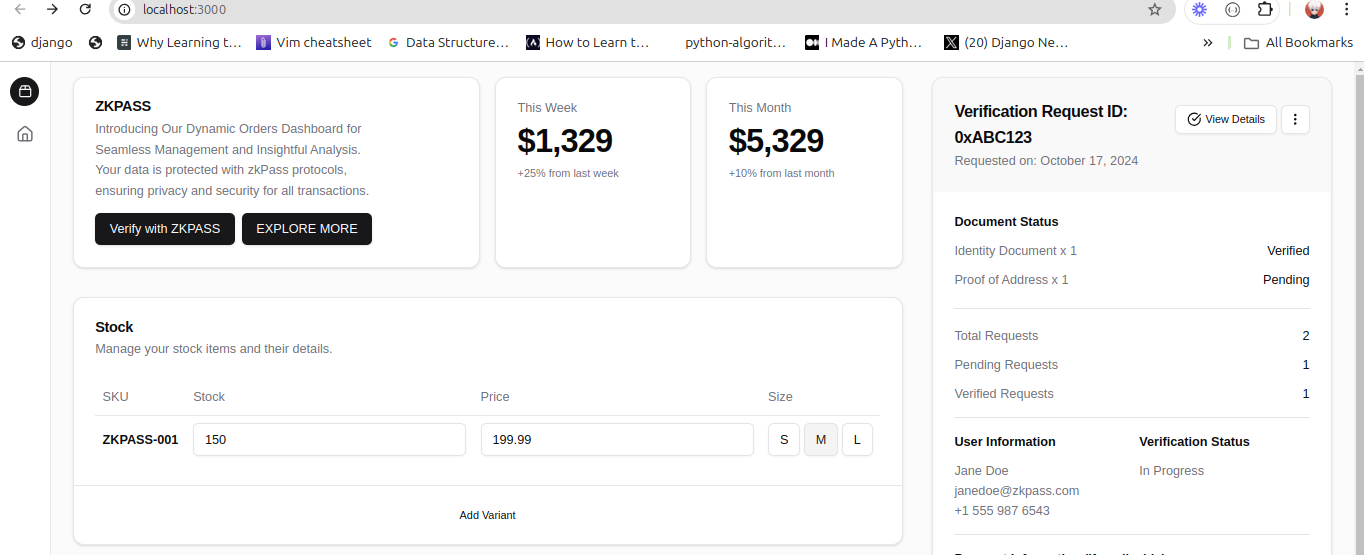 localhost:3000
django
Why Learning t…
Vim cheatsheet
Data Structure…
How to Learn t…
python-algorit…
I Made A Pyth…
(20) Django Ne…
»
All Bookmarks
ZKPASS
Introducing Our Dynamic Orders Dashboard for
Seamless Management and Insightful Analysis.
Your data is protected with zkPass protocols,
ensuring privacy and security for all transactions.
Verify with ZKPASS
EXPLORE MORE
This Week
$1,329
+25% from last week
This Month
$5,329
+10% from last month
Stock
Manage your stock items and their details.
SKU Stock Price Size
ZKPASS-001 150 199.99 S M L
Add Variant
Verification Request ID:
0xABC123
Requested on: October 17, 2024
View Details
Document Status
Identity Document x 1 Verified
Proof of Address x 1 Pending
Total Requests 2
Pending Requests 1
Verified Requests 1
User Information
Jane Doe
janedoe@zkpass.com
+1 555 987 6543
Verification Status
In Progress